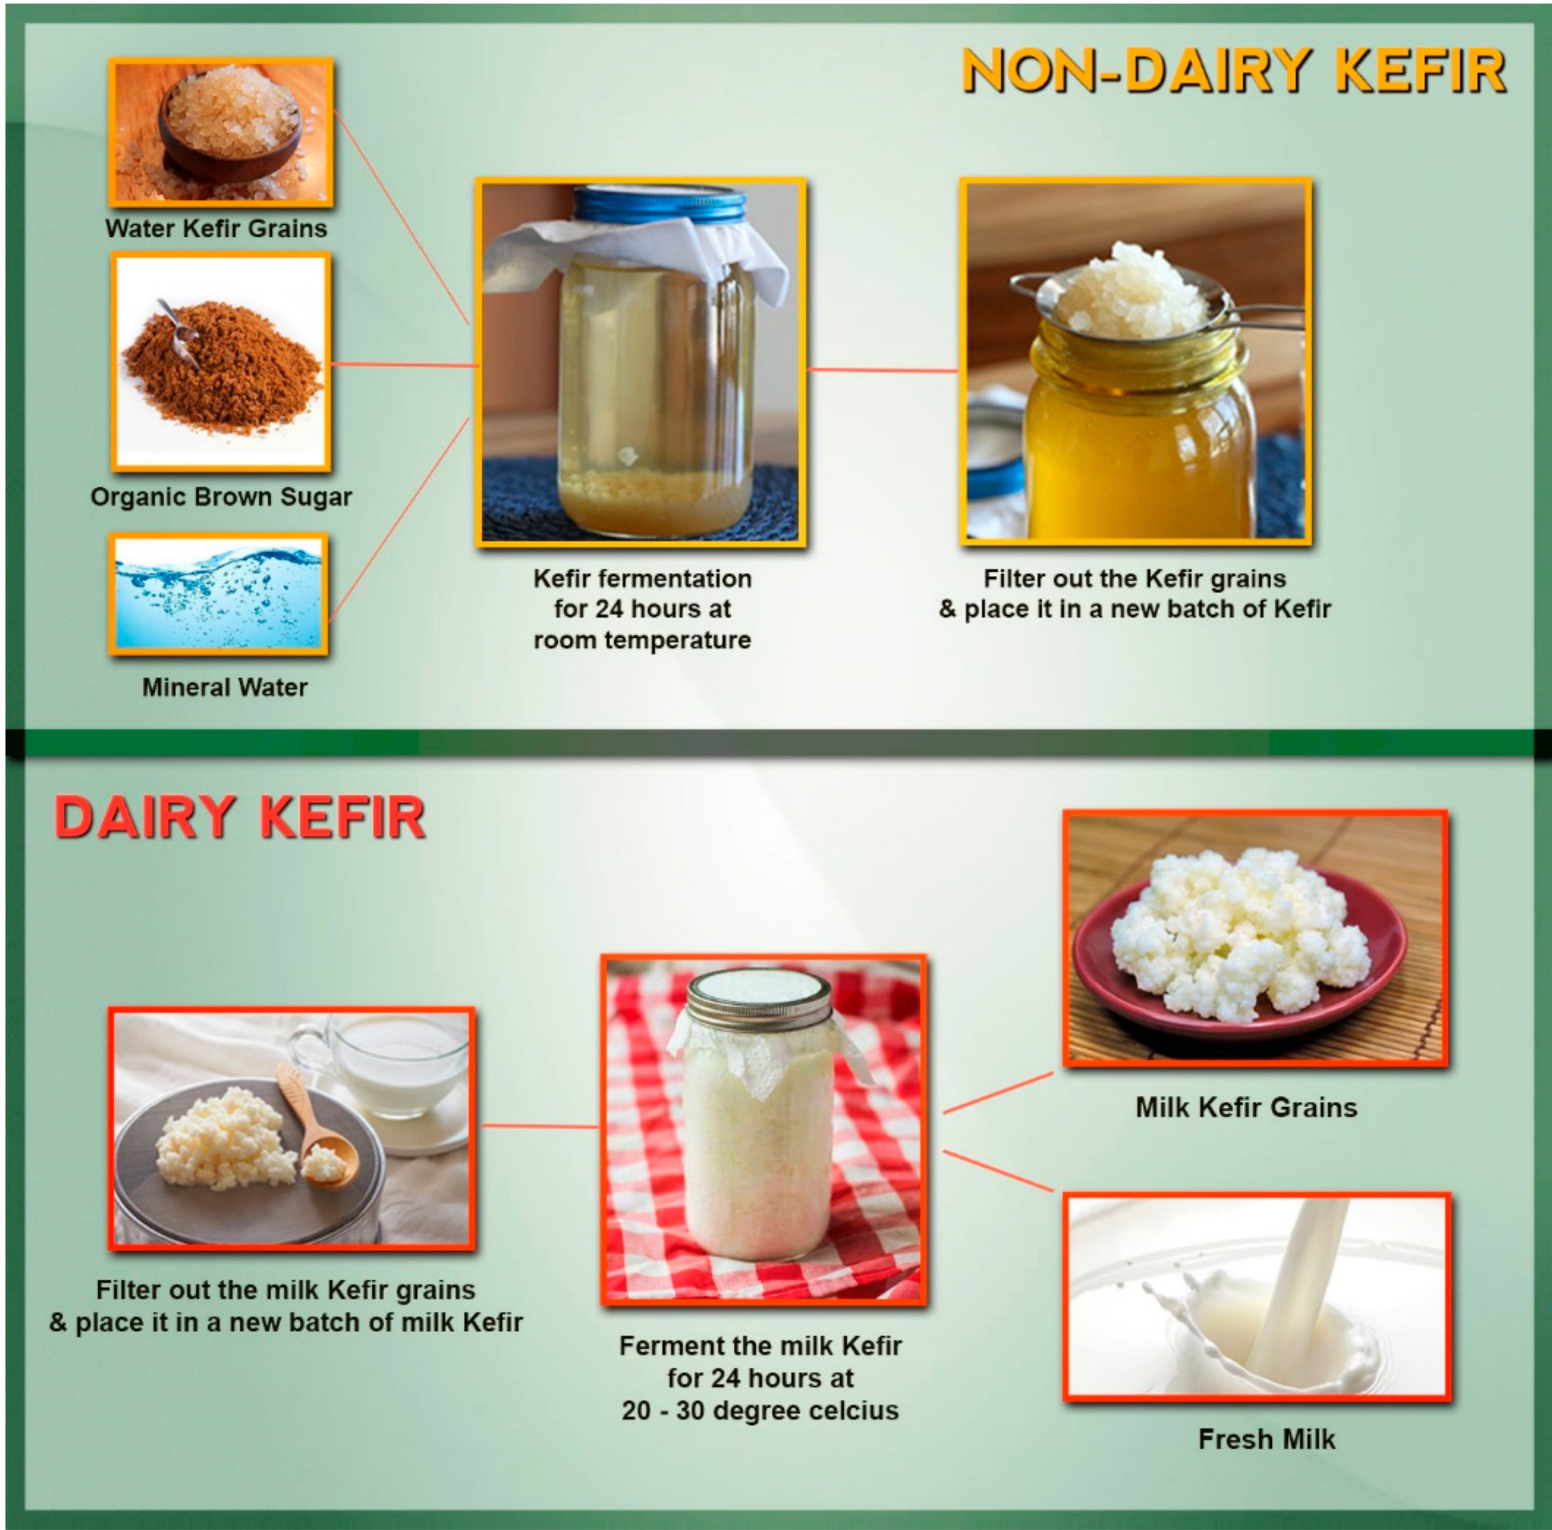 NON-DAIRY KEFIR
Water Kefir Grains
Organic Brown Sugar
Mineral Water
Kefir fermentation
for 24 hours at
room temperature
Filter out the Kefir grains
& place it in a new batch of Kefir
DAIRY KEFIR
Milk Kefir Grains
Fresh Milk
Ferment the milk Kefir
for 24 hours at
20 - 30 degree celcius
Filter out the milk Kefir grains
& place it in a new batch of milk Kefir